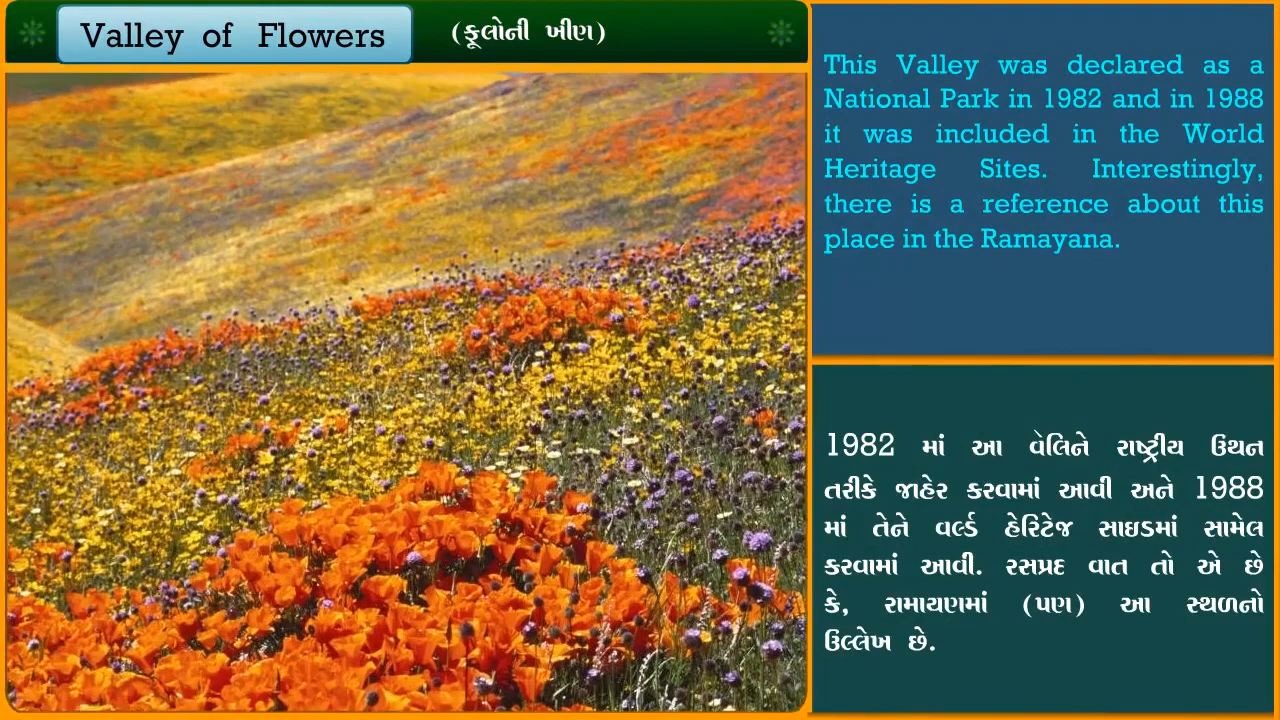 Valley of Flowers
(ફૂલોની ખીણ)
This Valley was declared as a
National Park in 1982 and in 1988
it was included in the World
Heritage Sites. Interestingly,
there is a reference about this
place in the Ramayana.
1982 માં આ વેલિને રાષ્ટ્રીય ઉથન
તરીકે જાહેર કરવામાં આવી અને 1988
માં તેને વર્લ્ડ હેરિટેજ સાઇડમાં સામેલ
કરવામાં આવી. રસપ્રદ વાત તો એ છે
કે, રામાયણમાં (પણ) આ સ્થળનો
ઉલ્લેખ છે.